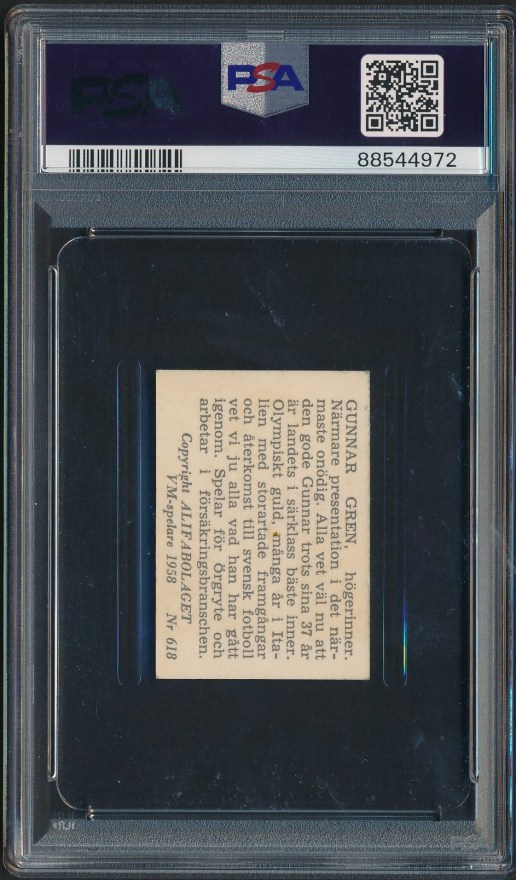 PSA
PSA
88544972
GUNNAR GREN, högerinner.
Närmare presentation i det när-
maste onödig. Alla vet väl nu att
den gode Gunnar trots sina 37 år
är landets i särklass bäste inner.
Olympiskt guld, många år i Ita-
lien med storartade framgångar
och återkomst till svensk fotboll
vet vi ju alla vad han har gått
igenom. Spelar för Örgryte och
arbetar i försäkringsbranschen.
Copyright ALIFABOLAGET
VM-spelare 1958 Nr 618